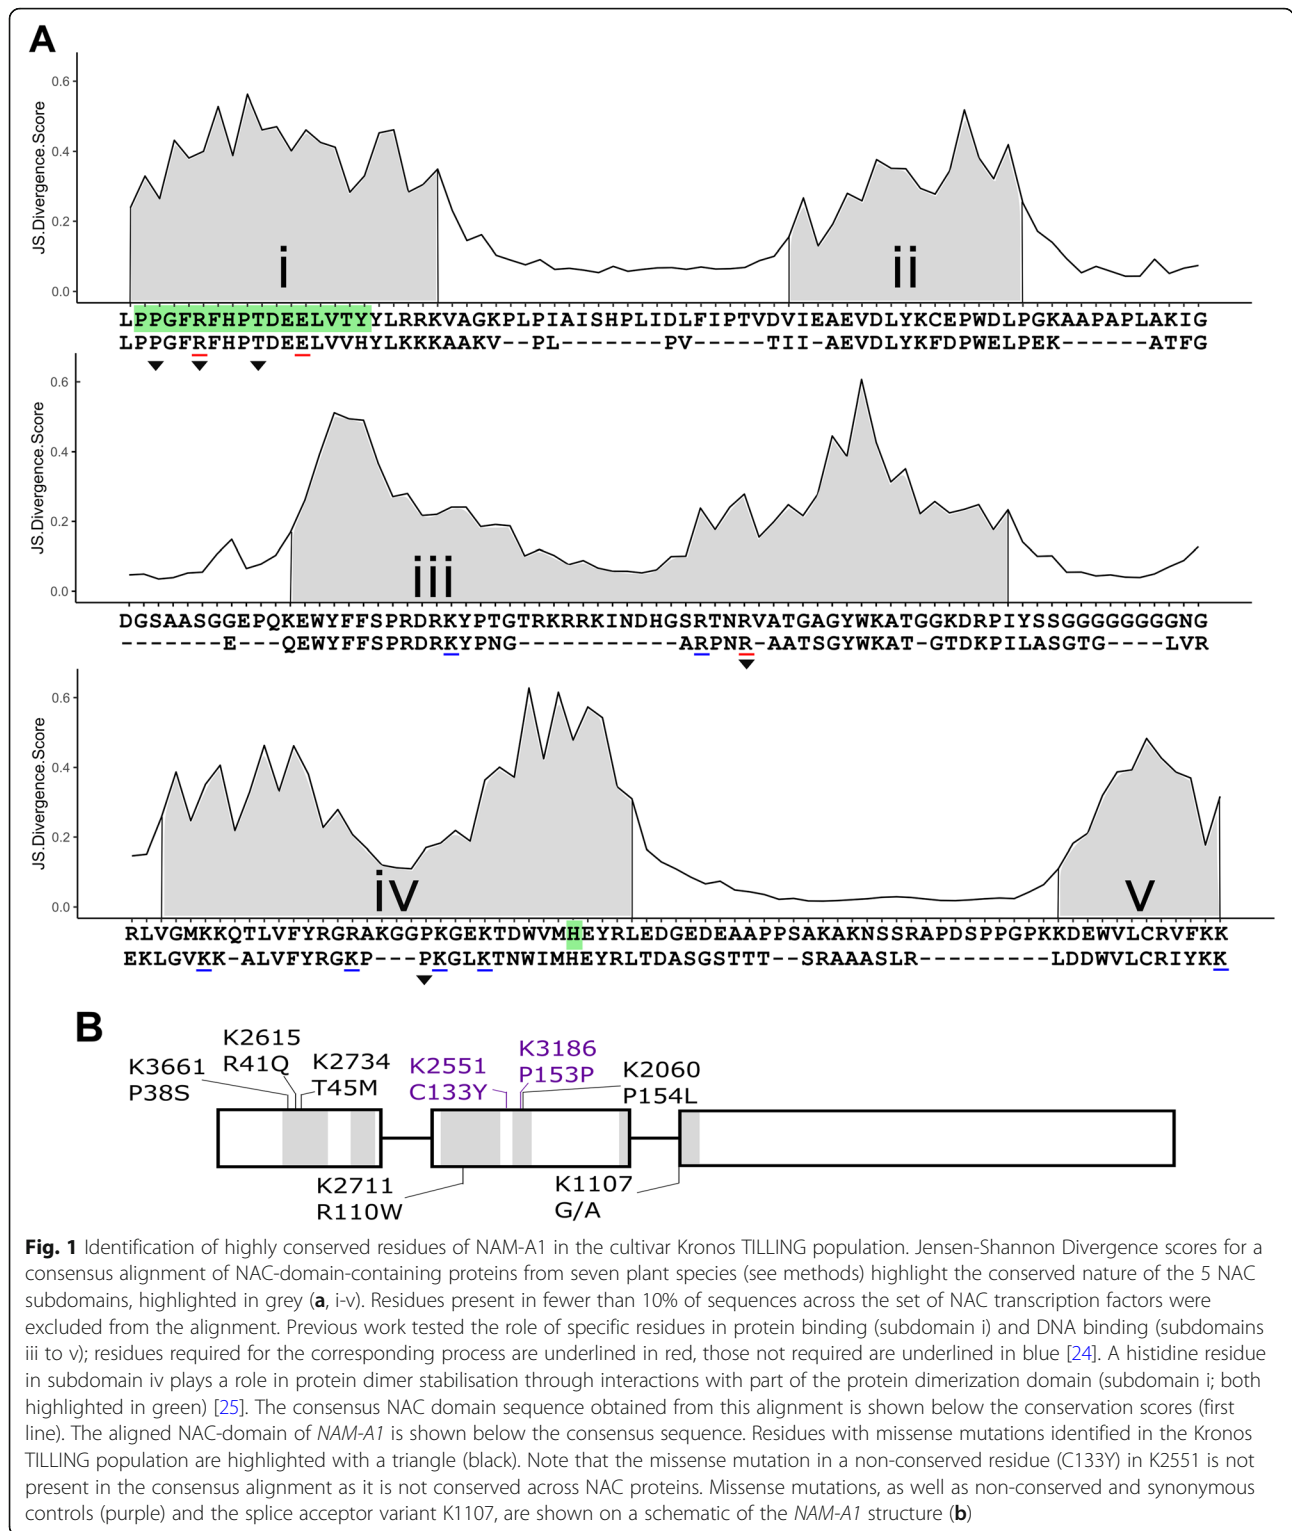 A
JS.Divergence.Score
0.6
0.4
0.2
0.0
i
ii
LPPGFRFHPTDEELVTYYLRRKVAGKPLPIAISHPLIDLFIPTVDVIEAEVDLYKCEPWDLPGKAAPAPLAKIG
LPPGFRFHPTDEELVVHYLKKKAAKV--PL-------PV-----TII-AEVDLYKFDPWELPEK------ATFG
JS.Divergence.Score
0.6
0.4
0.2
0.0
iii
DGSAASGGEPQKEWYFFSPRDRKYPTGTRKRRKINDHGSRTNRVATGAGYWKATGGKDRPIYSSGGGGGGGGNG
-------E---QEWYFFSPRDRKYPNG-----------ARPNR-AATSGYWKAT-GTDKPILASGTG----LVR
JS.Divergence.Score
0.6
0.4
0.2
0.0
iv
v
RLVGMKKQTLVFYRGRAKGGPKGEKTDWVMHEYRLEDGEDEAAPPSAKAKNSSRAPDSPPGPKKDEWVLCRVFKK
EKLGVKK-ALVFYRGKP---PKGLKTNWIMHEYRLTDASGSTTT--SRAAASLR---------LDDWVLCRIYKK
B
K3661
P38S
K2615
R41Q
K2734
T45M
K2551
C133Y
K3186
P153P
K2060
P154L
K2711
R110W
K1107
G/A
Fig. 1 Identification of highly conserved residues of NAM-A1 in the cultivar Kronos TILLING population. Jensen-Shannon Divergence scores for a
consensus alignment of NAC-domain-containing proteins from seven plant species (see methods) highlight the conserved nature of the 5 NAC
subdomains, highlighted in grey (a, i-v). Residues present in fewer than 10% of sequences across the set of NAC transcription factors were
excluded from the alignment. Previous work tested the role of specific residues in protein binding (subdomain i) and DNA binding (subdomains
iii to v); residues required for the corresponding process are underlined in red, those not required are underlined in blue [24]. A histidine residue
in subdomain iv plays a role in protein dimer stabilisation through interactions with part of the protein dimerization domain (subdomain i; both
highlighted in green) [25]. The consensus NAC domain sequence obtained from this alignment is shown below the conservation scores (first
line). The aligned NAC-domain of NAM-A1 is shown below the consensus sequence. Residues with missense mutations identified in the Kronos
TILLING population are highlighted with a triangle (black). Note that the missense mutation in a non-conserved residue (C133Y) in K2551 is not
present in the consensus alignment as it is not conserved across NAC proteins. Missense mutations, as well as non-conserved and synonymous
controls (purple) and the splice acceptor variant K1107, are shown on a schematic of the NAM-A1 structure (b)